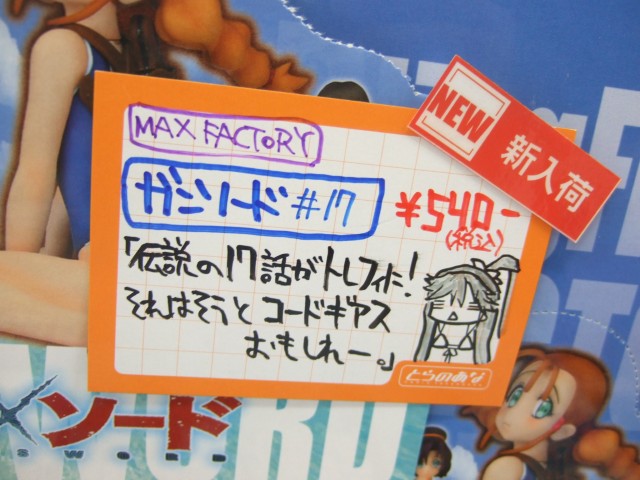 NEW
新入荷
MAX FACTORY
ガンソード #17
¥540-
(税込)
「伝説の17話がトレフィに!
それはそうと コードギアス
おもしれー。」
とらのあな
×ソード
SWORD